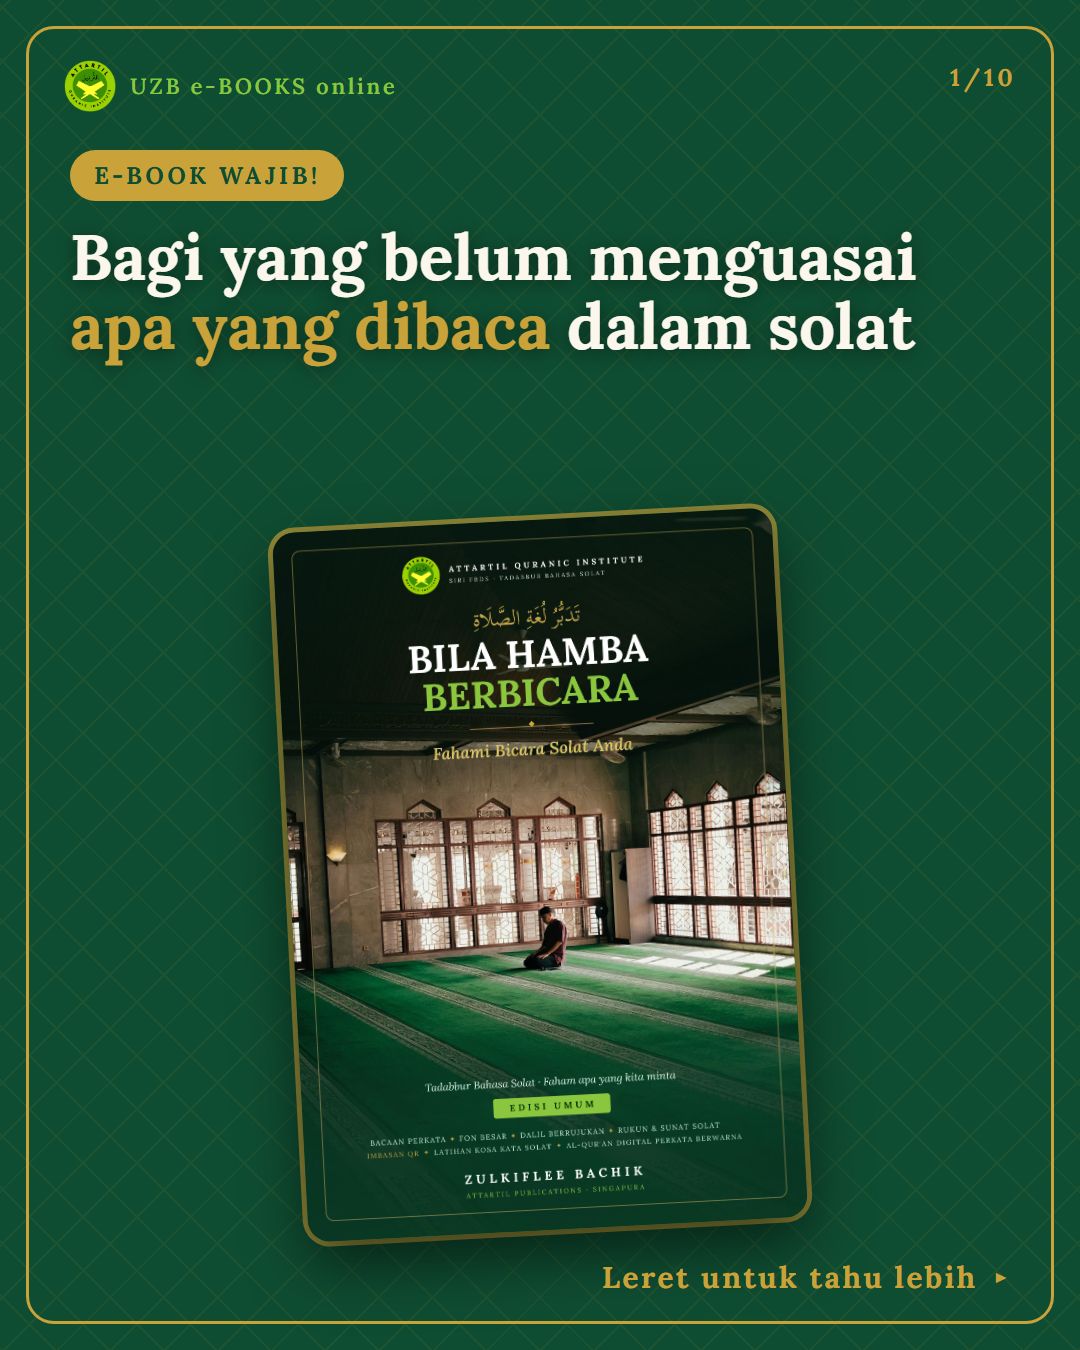 UZB e-BOOKS online
1/10
E-BOOK WAJIB!
Bagi yang belum menguasai
apa yang dibaca dalam solat
ATTARTIL QURANIC INSTITUTE
SIRI FBDS · TADABBUR BAHASA SOLAT
تَدَبُّرُ لُغَةِ الصَّلَاةِ
BILA HAMBA
BERBICARA
Fahami Bicara Solat Anda
Tadabbur Bahasa Solat · Faham apa yang kita minta
EDISI UMUM
BACAAN PERKATA ✦ FON BESAR ✦ DALIL BERRUJUKAN ✦ RUKUN & SUNAT SOLAT
IMBASAN QR ✦ LATIHAN KOSA KATA SOLAT ✦ AL-QUR'AN DIGITAL PERKATA BERWARNA
ZULKIFLEE BACHIK
ATTARTIL PUBLICATIONS · SINGAPURA
Leret untuk tahu lebih ▸